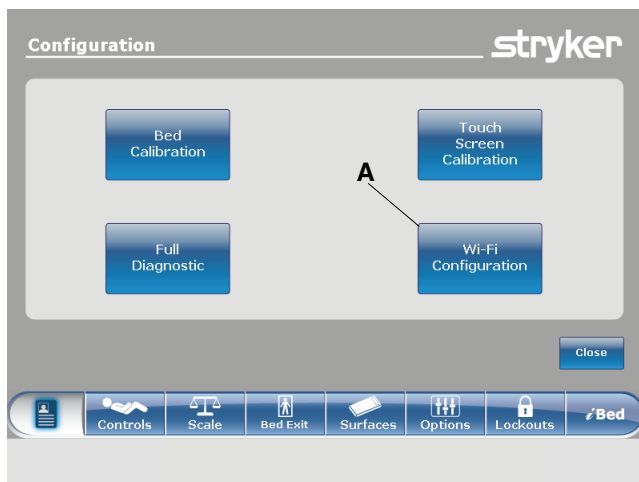 Configuration
stryker
Bed
Calibration
Touch
Screen
Calibration
A
Full
Diagnostic
Wi-Fi
Configuration
Close
Controls
Scale
Bed Exit
Surfaces
Options
Lockouts
iBed